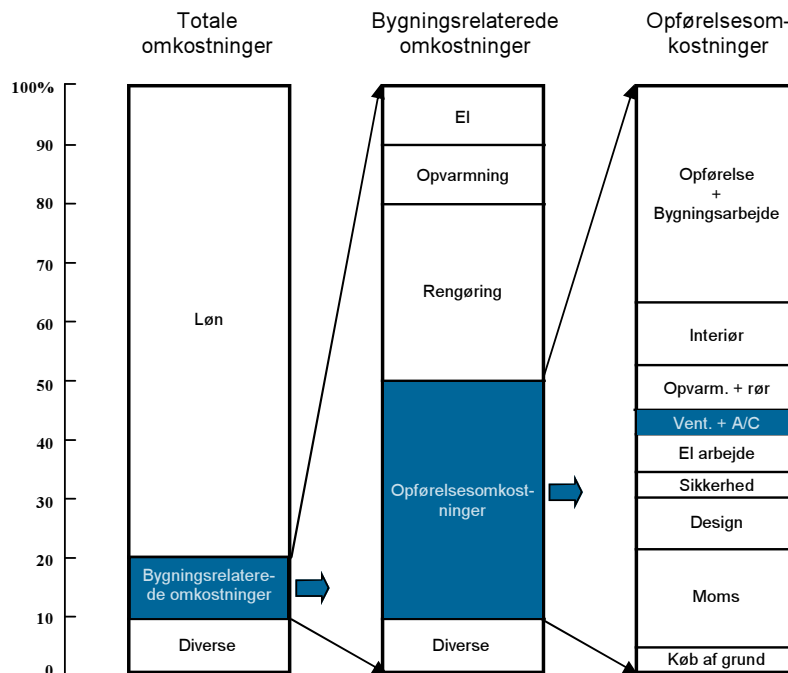 Totale
omkostninger
Bygningsrelaterede
omkostninger
Opførelsesom-
kostninger
100%
90
80
70
60
50
40
30
20
10
0
Løn
Bygningsrelatere-
de omkostninger
Diverse
El
Opvarmning
Rengøring
Opførelsesomkost-
ninger
Diverse
Opførelse
+
Bygningsarbejde
Interiør
Opvarm. + rør
Vent. + A/C
El arbejde
Sikkerhed
Design
Moms
Køb af grund